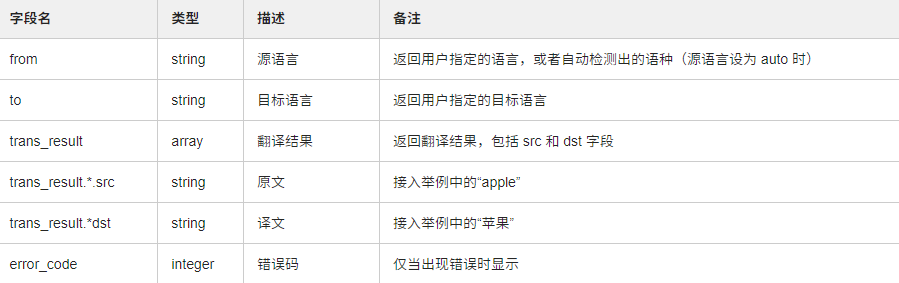 字段名 类型 描述 备注
from string 源语言 返回用户指定的语言，或者自动检测出的语种（源语言设为 auto 时）
to string 目标语言 返回用户指定的目标语言
trans_result array 翻译结果 返回翻译结果，包括 src 和 dst 字段
trans_result.*.src string 原文 接入举例中的“apple”
trans_result.*dst string 译文 接入举例中的“苹果”
error_code integer 错误码 仅当出现错误时显示